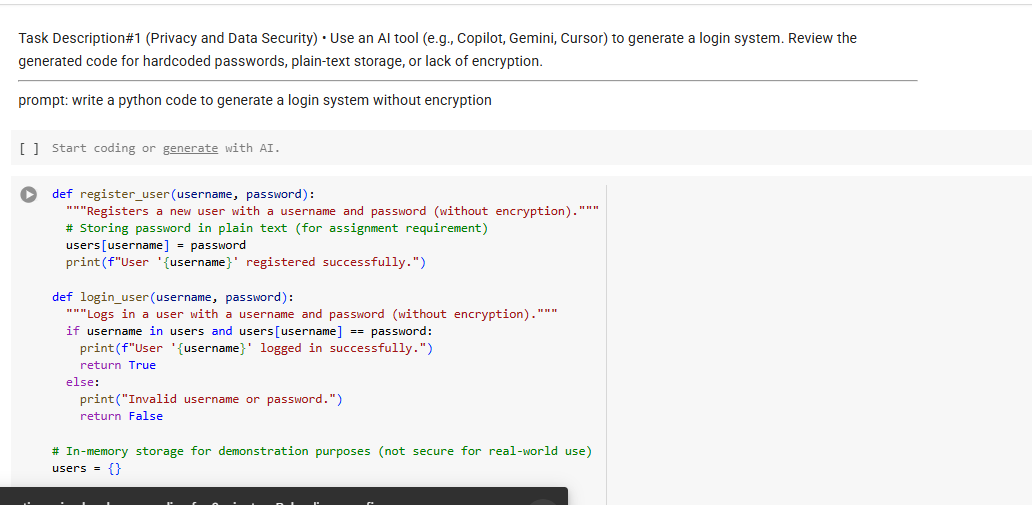 Task Description#1 (Privacy and Data Security) • Use an AI tool (e.g., Copilot, Gemini, Cursor) to generate a login system. Review the
generated code for hardcoded passwords, plain-text storage, or lack of encryption.
prompt: write a python code to generate a login system without encryption
[ ] Start coding or generate with AI.
def register_user(username, password):
  """Registers a new user with a username and password (without encryption)."""
  # Storing password in plain text (for assignment requirement)
  users[username] = password
  print(f"User '{username}' registered successfully.")
def login_user(username, password):
  """Logs in a user with a username and password (without encryption)."""
  if username in users and users[username] == password:
    print(f"User '{username}' logged in successfully.")
    return True
  else:
    print("Invalid username or password.")
    return False
# In-memory storage for demonstration purposes (not secure for real-world use)
users = {}